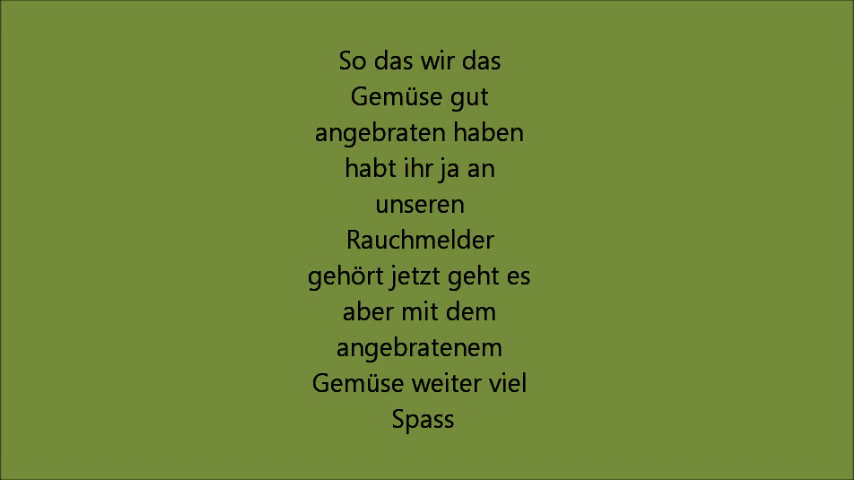 So das wir das
Gemüse gut
angebraten haben
habt ihr ja an
unseren
Rauchmelder
gehört jetzt geht es
aber mit dem
angebratenem
Gemüse weiter viel
Spass